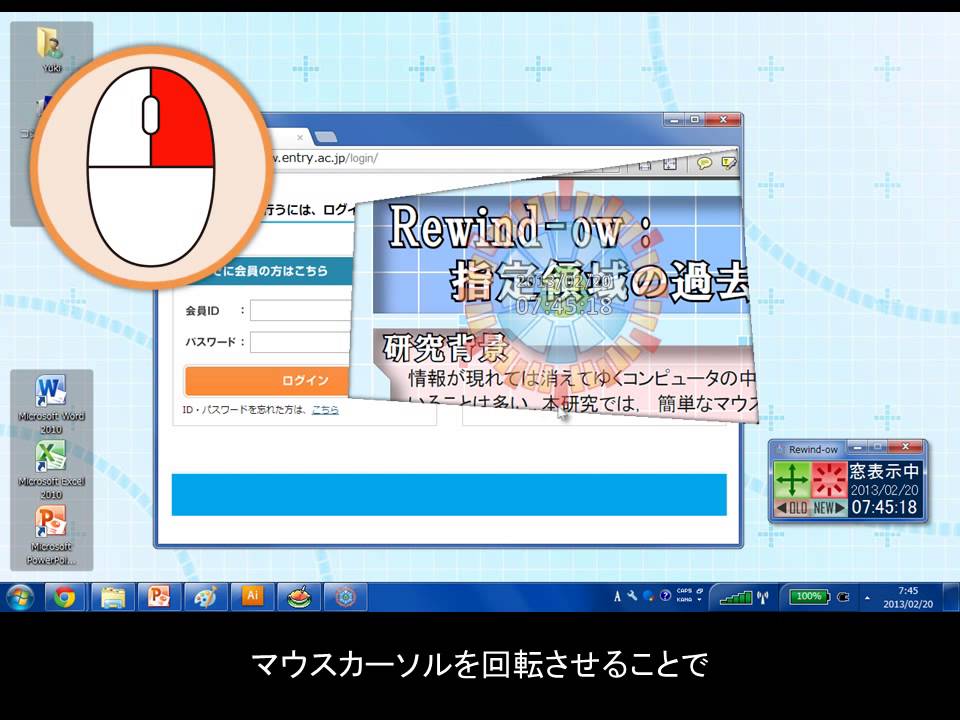 Yuki
w.entry.ac.jp/login/
行うには、ログイ
でに会員の方はこちら
会員ID :
パスワード :
ログイン
ID・パスワードを忘れた方は、こちら
Rewind-ow:
指定領域の過去
2013/02/20
07:45:18
研究背景
情報が現れては消えてゆくコンピュータの中
いることは多い。本研究では、簡単なマウス
Microsoft Word
2010
Microsoft Excel
2010
Microsoft
PowerPoi...
Rewind-ow
窓表示中
2013/02/20
◀OLD NEW▶ 07:45:18
Ai
A
CAPS
KANA
100%
7:45
2013/02/20
マウスカーソルを回転させることで